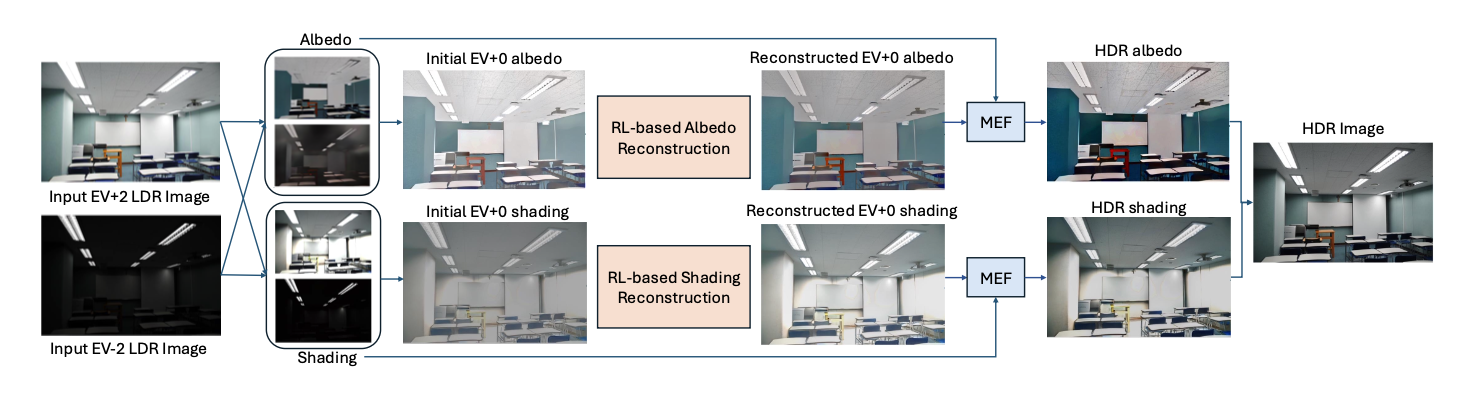 Albedo
Initial EV+0 albedo
Reconstructed EV+0 albedo
HDR albedo
RL-based Albedo
Reconstruction
MEF
HDR Image
Input EV+2 LDR Image
Initial EV+0 shading
Reconstructed EV+0 shading
HDR shading
RL-based Shading
Reconstruction
MEF
Input EV-2 LDR Image
Shading